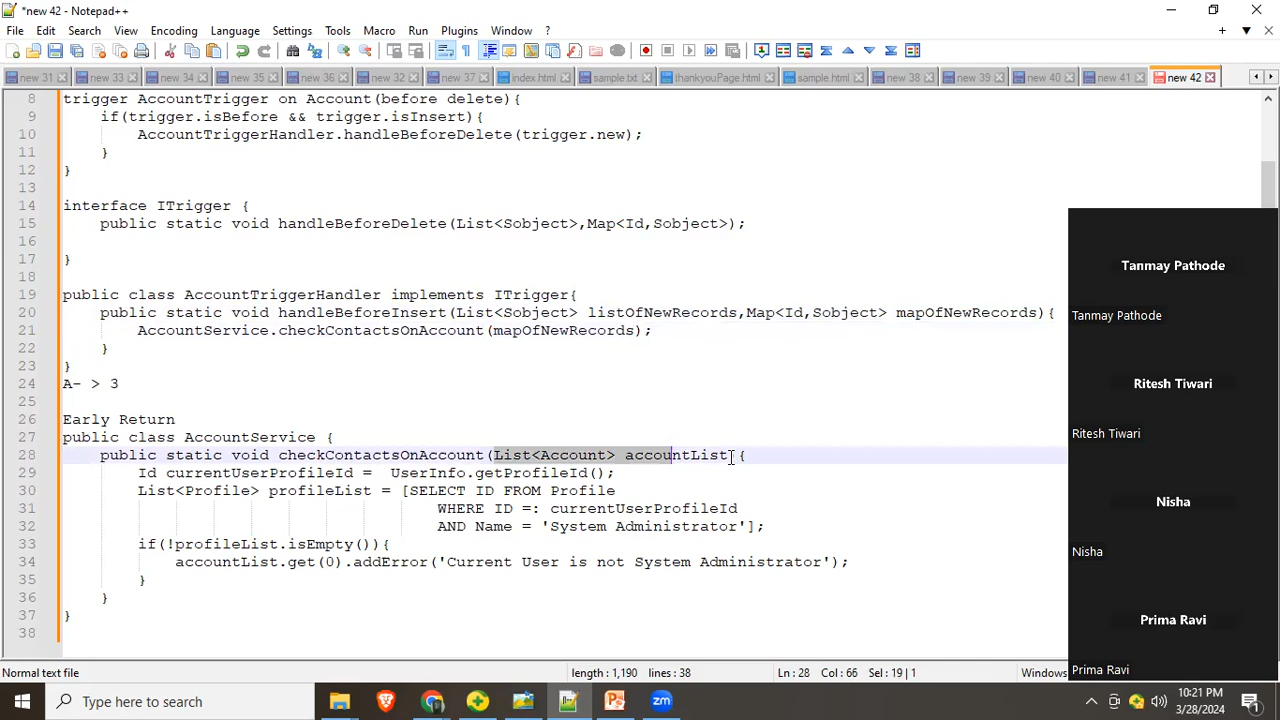 *new 42 - Notepad++
File Edit Search View Encoding Language Settings Tools Macro Run Plugins Window ?
new 31 new 33 new 34 new 35 new 36 new 32 new 37 index.html sample.txt thankyouPage.html sample.html new 38 new 39 new 40 new 41 new 42
8 trigger AccountTrigger on Account(before delete){
9 if(trigger.isBefore && trigger.isInsert){
10 AccountTriggerHandler.handleBeforeDelete(trigger.new);
11 }
12 }
13
14 interface ITrigger {
15 public static void handleBeforeDelete(List<Sobject>,Map<Id,Sobject>);
16
17 }
18
19 public class AccountTriggerHandler implements ITrigger{
20 public static void handleBeforeInsert(List<Sobject> listOfNewRecords,Map<Id,Sobject> mapOfNewRecords){
21 AccountService.checkContactsOnAccount(mapOfNewRecords);
22 }
23 }
24 A- > 3
25
26 Early Return
27 public class AccountService {
28 public static void checkContactsOnAccount(List<Account> accountList) {
29 Id currentUserProfileId = UserInfo.getProfileId();
30 List<Profile> profileList = [SELECT ID FROM Profile
31 WHERE ID =: currentUserProfileId
32 AND Name = 'System Administrator'];
33 if(!profileList.isEmpty()){
34 accountList.get(0).addError('Current User is not System Administrator');
35 }
36 }
37 }
38
Tanmay Pathode
Tanmay Pathode
Ritesh Tiwari
Ritesh Tiwari
Nisha
Nisha
Prima Ravi
Prima Ravi
Normal text file length : 1,190 lines : 38 Ln : 28 Col : 66 Sel : 19 | 1 Windows
Type here to search
zm
10:21 PM
3/28/2024